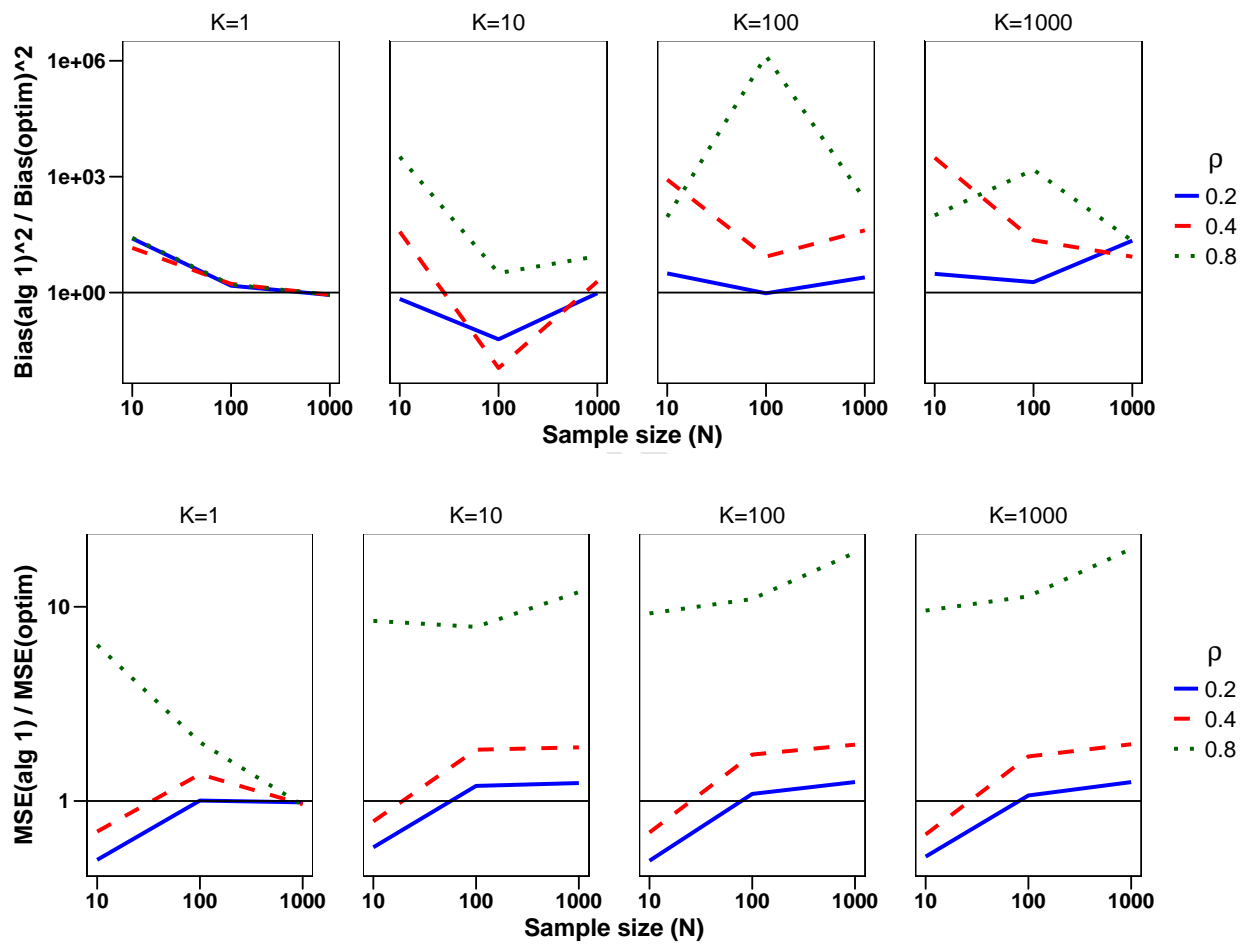 K=1 K=10 K=100 K=1000
Bias(alg 1)^2 / Bias(optim)^2
1e+06
1e+03
1e+00
10 100 1000 10 100 1000 10 100 1000 10 100 1000
Sample size (N)
ρ
0.2
0.4
0.8
K=1 K=10 K=100 K=1000
MSE(alg 1) / MSE(optim)
10
1
10 100 1000 10 100 1000 10 100 1000 10 100 1000
Sample size (N)
ρ
0.2
0.4
0.8